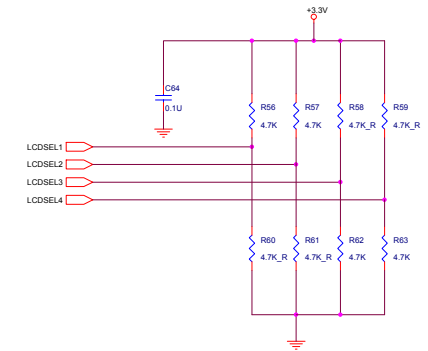 +3.3V
C64
0.1U
R56
4.7K
R57
4.7K
R58
4.7K_R
R59
4.7K_R
LCDSEL1
LCDSEL2
LCDSEL3
LCDSEL4
R60
4.7K_R
R61
4.7K_R
R62
4.7K
R63
4.7K